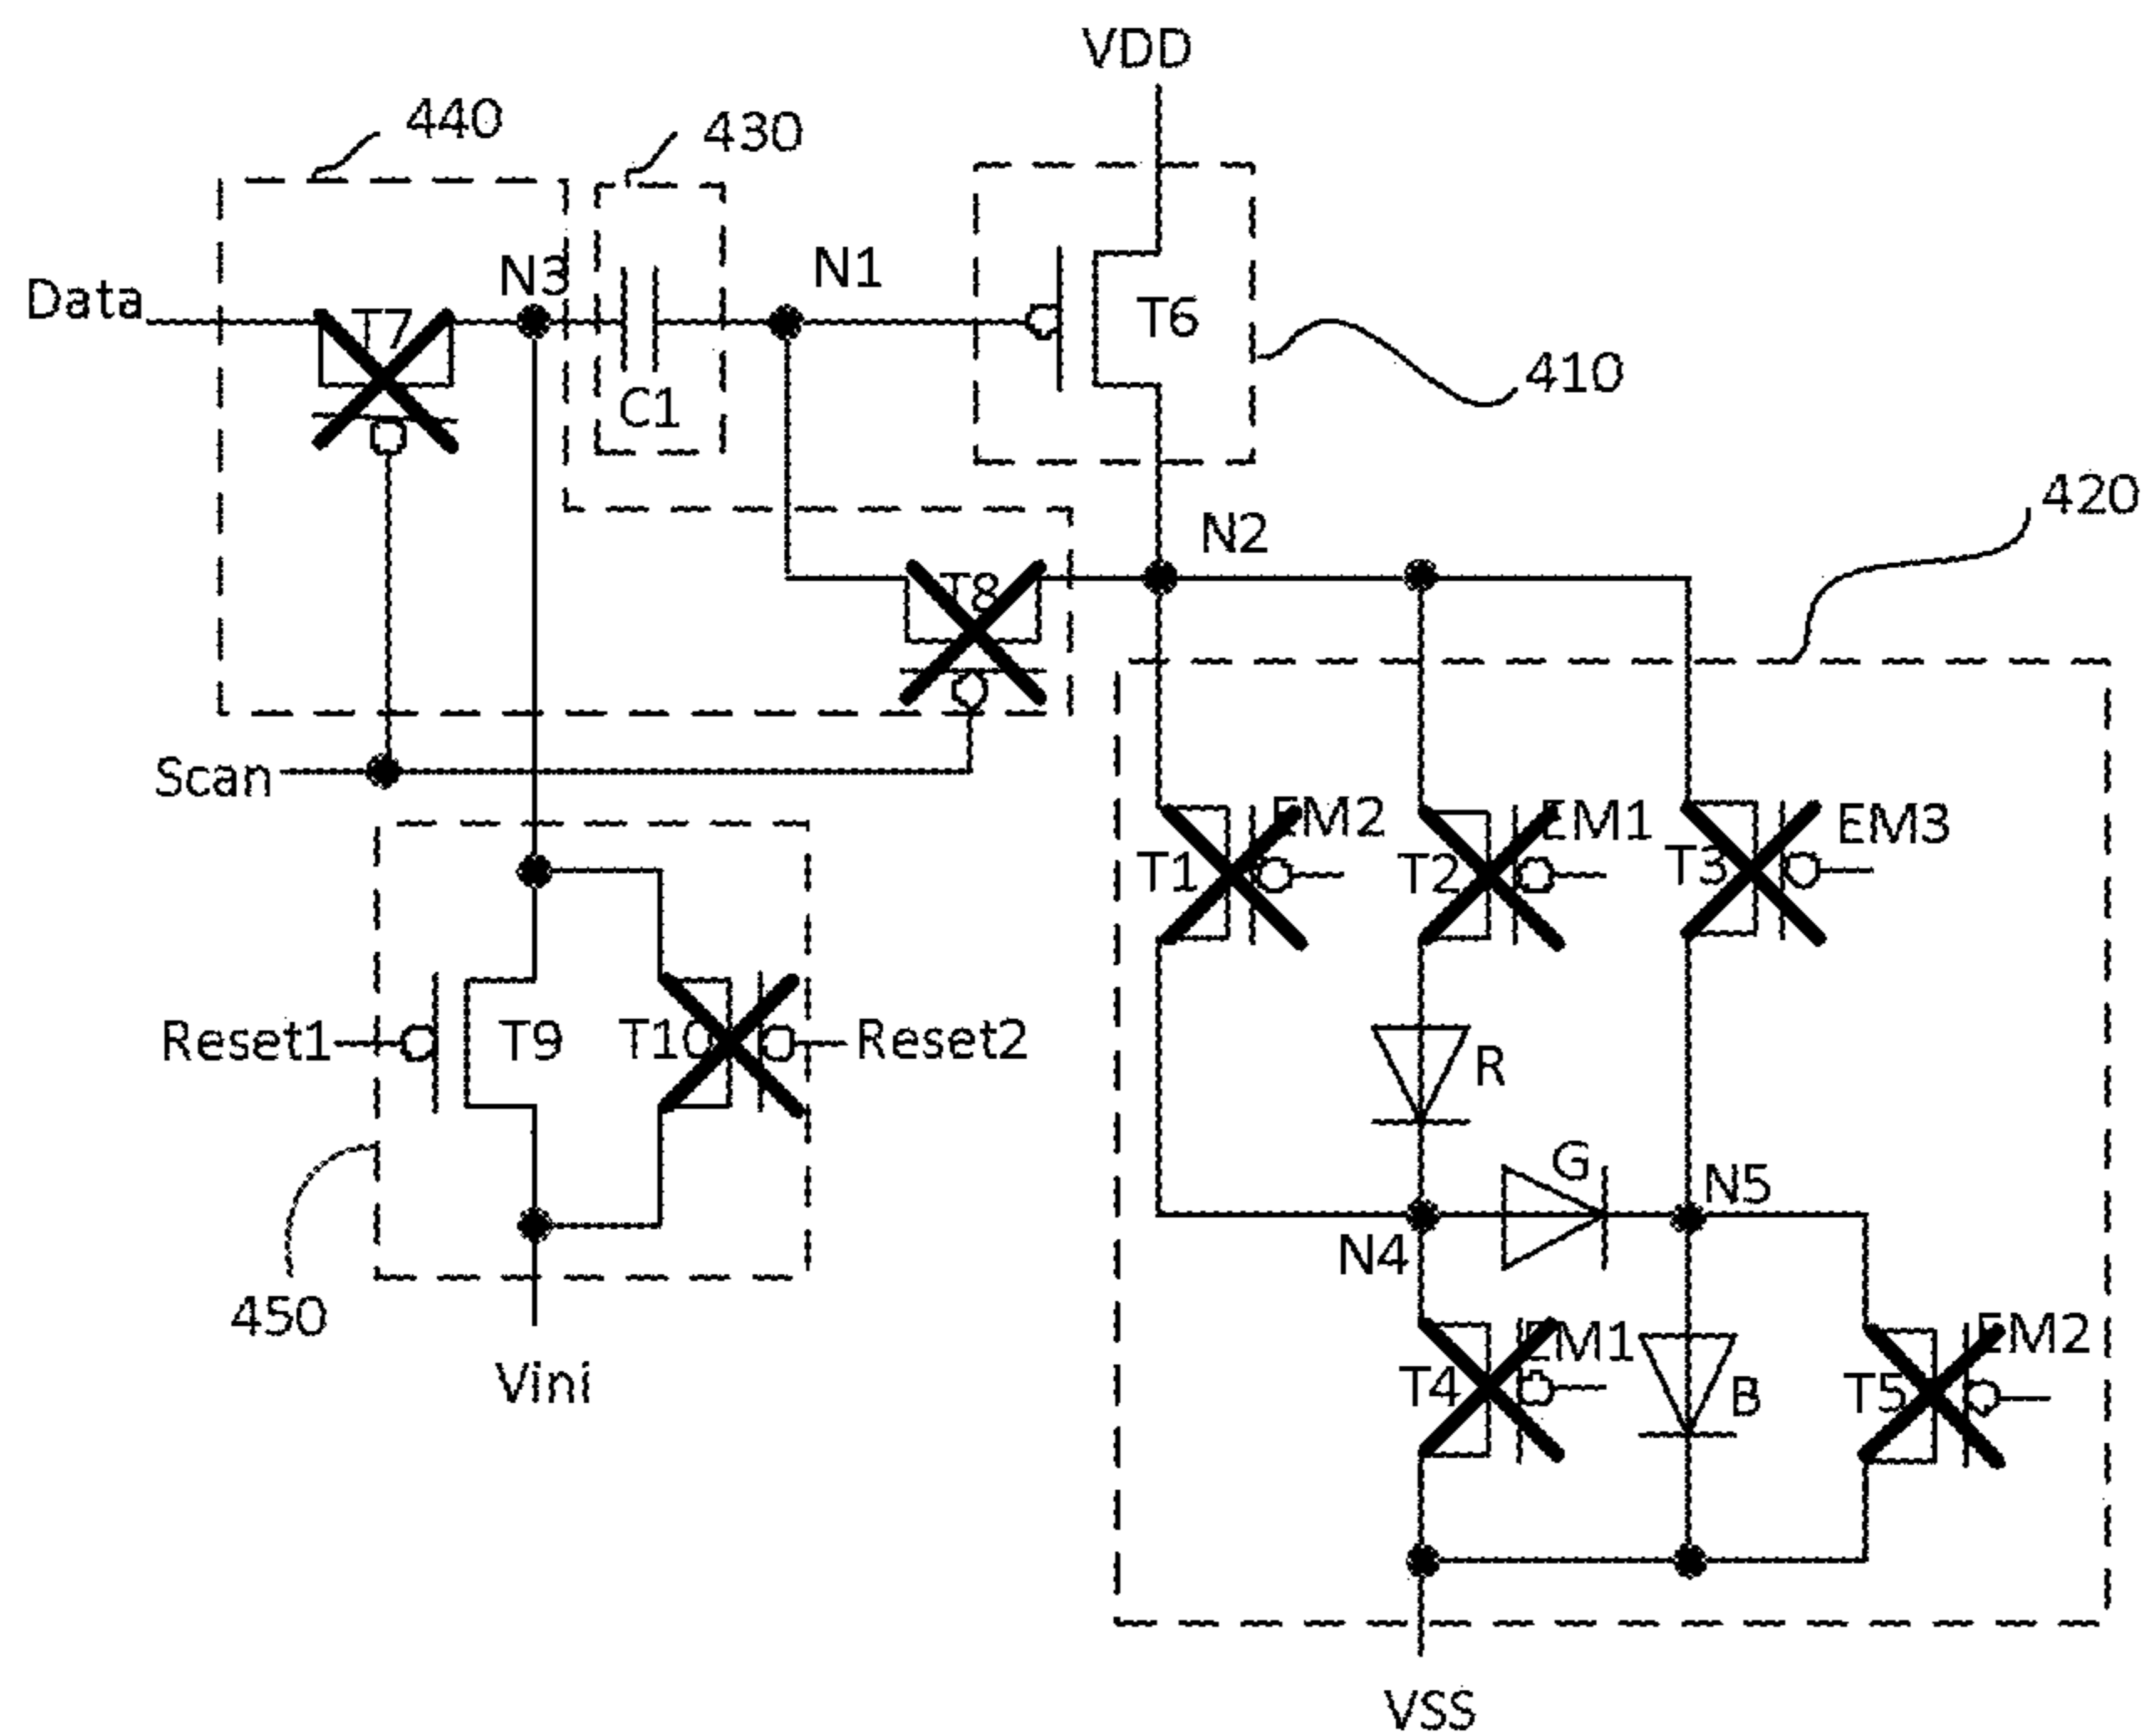 VDD
440
430
N3
N1
Data
T7
T6
410
C1
420
N2
T8
Scan
EM2
EM1
EM3
T1
T2
T3
Reset1
T9
T10
Reset2
R
G
N5
N4
450
EM1
EM2
Vini
T4
B
T5
VSS